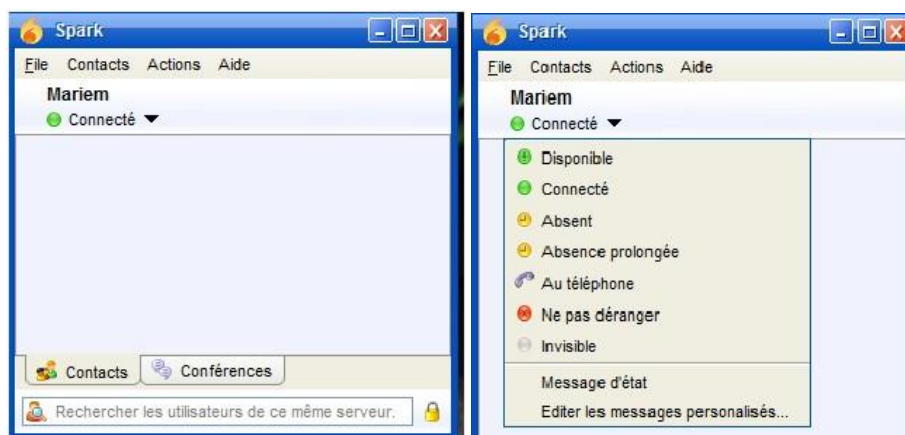 Spark
File Contacts Actions Aide
Mariem
Connecté
Contacts Conférences
Rechercher les utilisateurs de ce même serveur.
Spark
File Contacts Actions Aide
Mariem
Connecté
Disponible
Connecté
Absent
Absence prolongée
Au téléphone
Ne pas déranger
Invisible
Message d'état
Editer les messages personalisés...